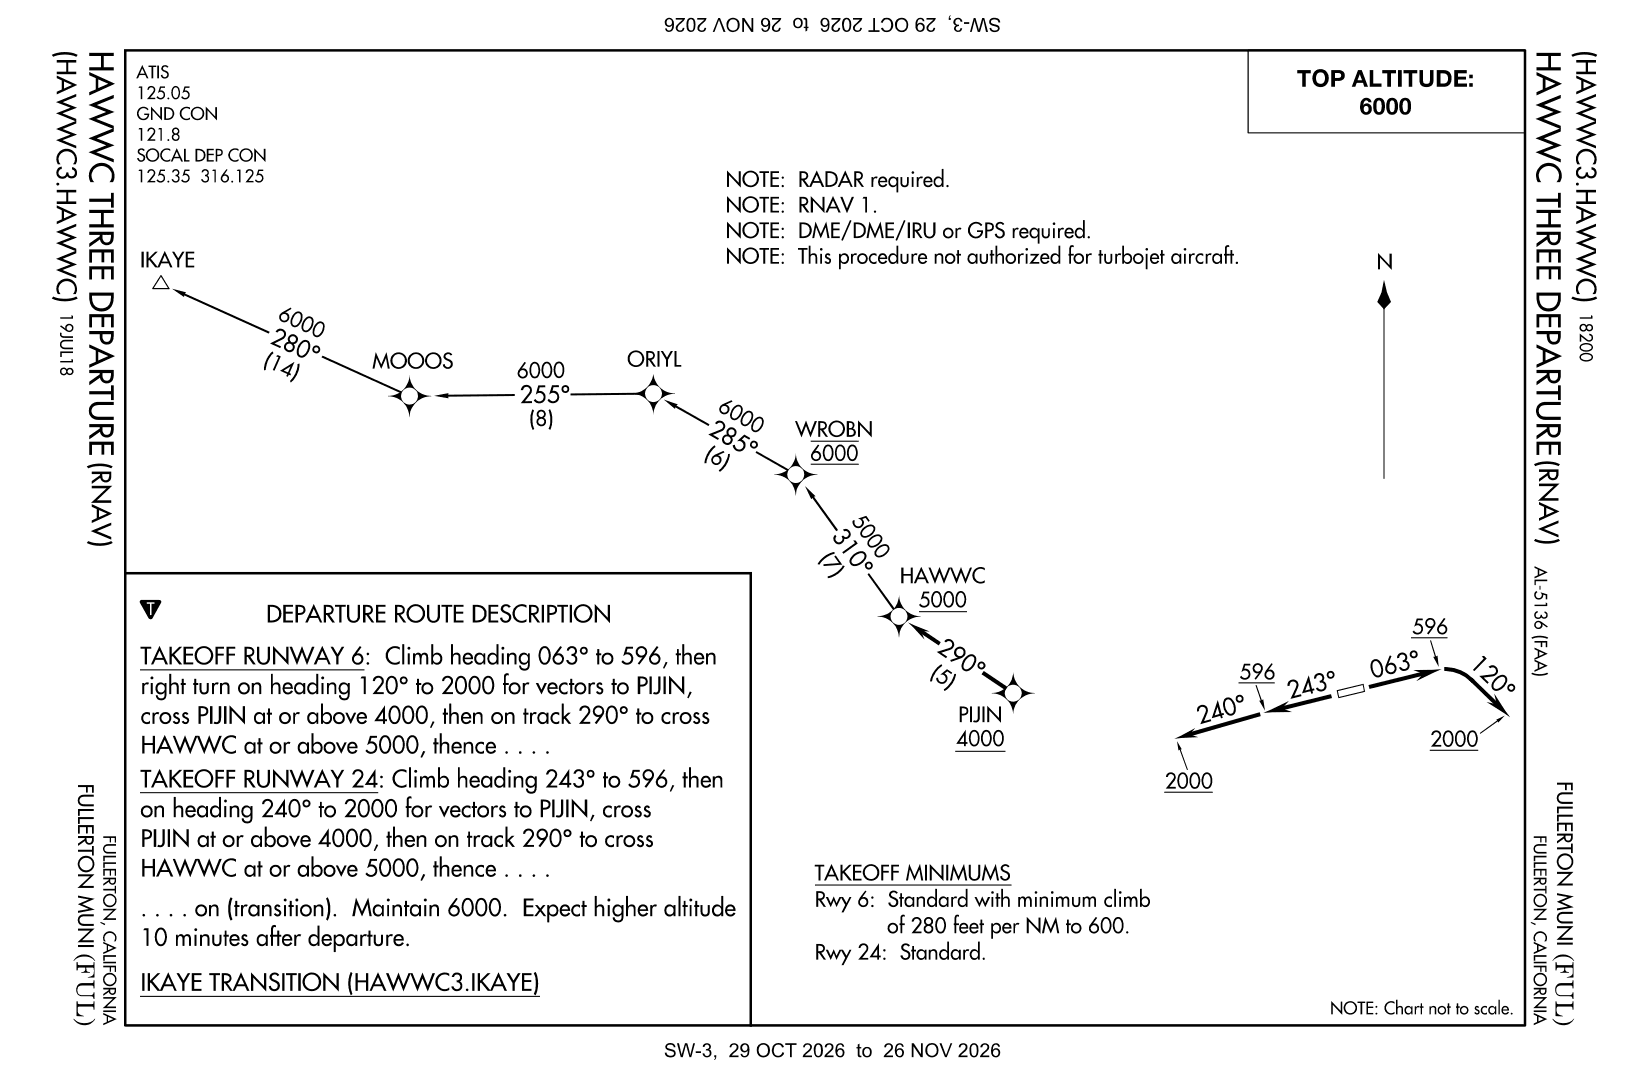 SW-3, 29 OCT 2026 to 26 NOV 2026
(HAWWC3.HAWWC) 19JUL18
HAWWC THREE DEPARTURE (RNAV)
FULLERTON, CALIFORNIA
FULLERTON MUNI (FUL)
ATIS
125.05
GND CON
121.8
SOCAL DEP CON
125.35 316.125
TOP ALTITUDE:
6000
NOTE: RADAR required.
NOTE: RNAV 1.
NOTE: DME/DME/IRU or GPS required.
NOTE: This procedure not authorized for turbojet aircraft.
N
IKAYE
6000
280°
(14)
MOOOS
6000
255°
(8)
ORIYL
6000
285°
(6)
WROBN
6000
5000
310°
(7)
HAWWC
5000
290°
(5)
PIJIN
4000
596
063°
120°
2000
596
243°
240°
2000
DEPARTURE ROUTE DESCRIPTION
T
TAKEOFF RUNWAY 6: Climb heading 063° to 596, then
right turn on heading 120° to 2000 for vectors to PIJIN,
cross PIJIN at or above 4000, then on track 290° to cross
HAWWC at or above 5000, thence . . . .
TAKEOFF RUNWAY 24: Climb heading 243° to 596, then
on heading 240° to 2000 for vectors to PIJIN, cross
PIJIN at or above 4000, then on track 290° to cross
HAWWC at or above 5000, thence . . . .
. . . . on (transition). Maintain 6000. Expect higher altitude
10 minutes after departure.
IKAYE TRANSITION (HAWWC3.IKAYE)
TAKEOFF MINIMUMS
Rwy 6: Standard with minimum climb
of 280 feet per NM to 600.
Rwy 24: Standard.
NOTE: Chart not to scale.
(HAWWC3.HAWWC) 18200
HAWWC THREE DEPARTURE (RNAV)
AL-5136 (FAA)
FULLERTON MUNI (FUL)
FULLERTON, CALIFORNIA
SW-3, 29 OCT 2026 to 26 NOV 2026